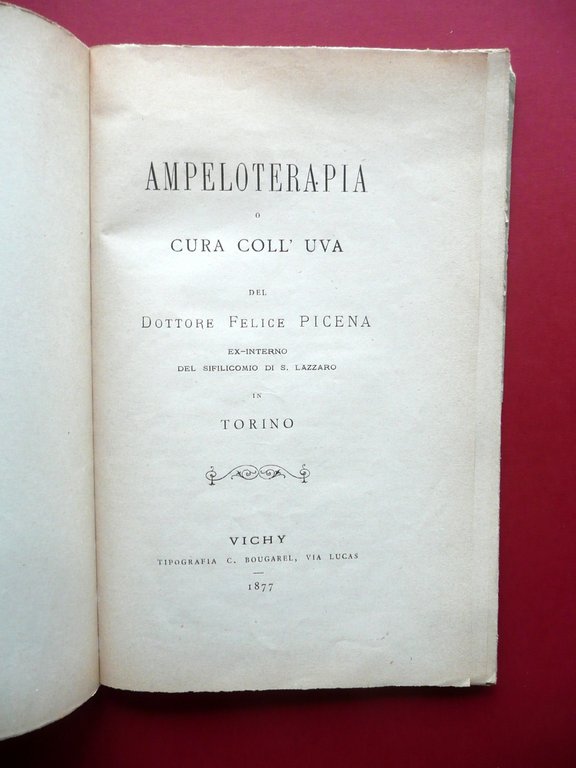 AMPELOTERAPIA
O
CURA COLL' UVA
DEL
DOTTORE FELICE PICENA
EX-INTERNO
DEL SIFILICOMIO DI S. LAZZARO
IN
TORINO
VICHY
TIPOGRAFIA C. BOUGAREL, VIA LUCAS
1877